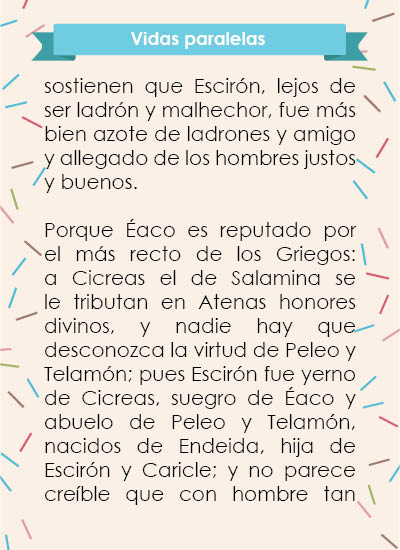 Vidas paralelas
sostienen que Escirón, lejos de
ser ladrón y malhechor, fue más
bien azote de ladrones y amigo
y allegado de los hombres justos
y buenos.
Porque Éaco es reputado por
el más recto de los Griegos:
a Cicreas el de Salamina se
le tributan en Atenas honores
divinos, y nadie hay que
desconozca la virtud de Peleo y
Telamón; pues Escirón fue yerno
de Cicreas, suegro de Éaco y
abuelo de Peleo y Telamón,
nacidos de Endeida, hija de
Escirón y Caricle; y no parece
creíble que con hombre tan